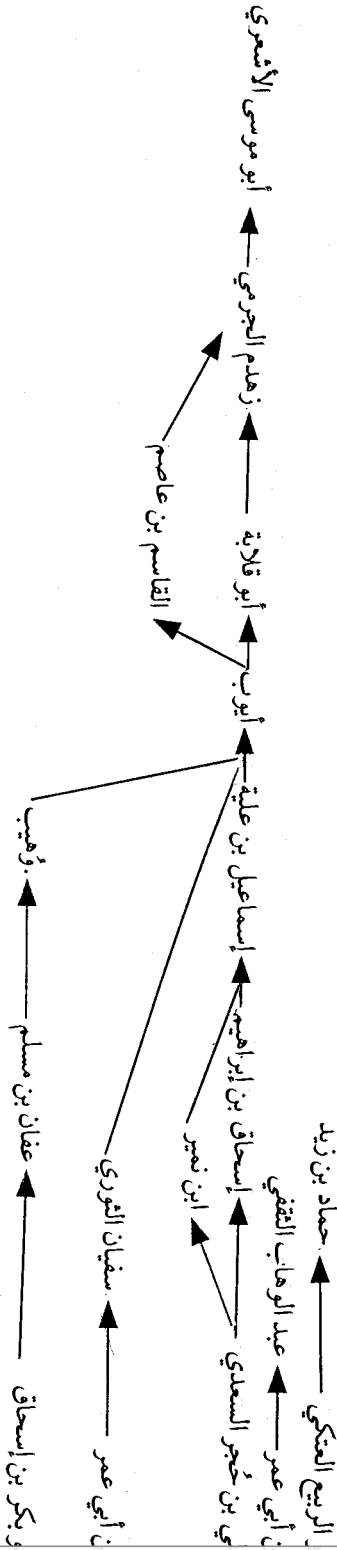 أبو موسى الأشعري
زهدم الجرمي
القاسم بن عاصم
أبو قلابة
أيوب
وُهيب
إسماعيل بن علية
عفان بن مسلم
سفيان الثوري
ابن نمير
إسحاق بن إبراهيم
عبد الوهاب الثقفي
حماد بن زيد
و بكر بن إسحاق
ن أبي عمر
ي بن حُجر السعدي
ن أبي عمر
الربيع العتكي